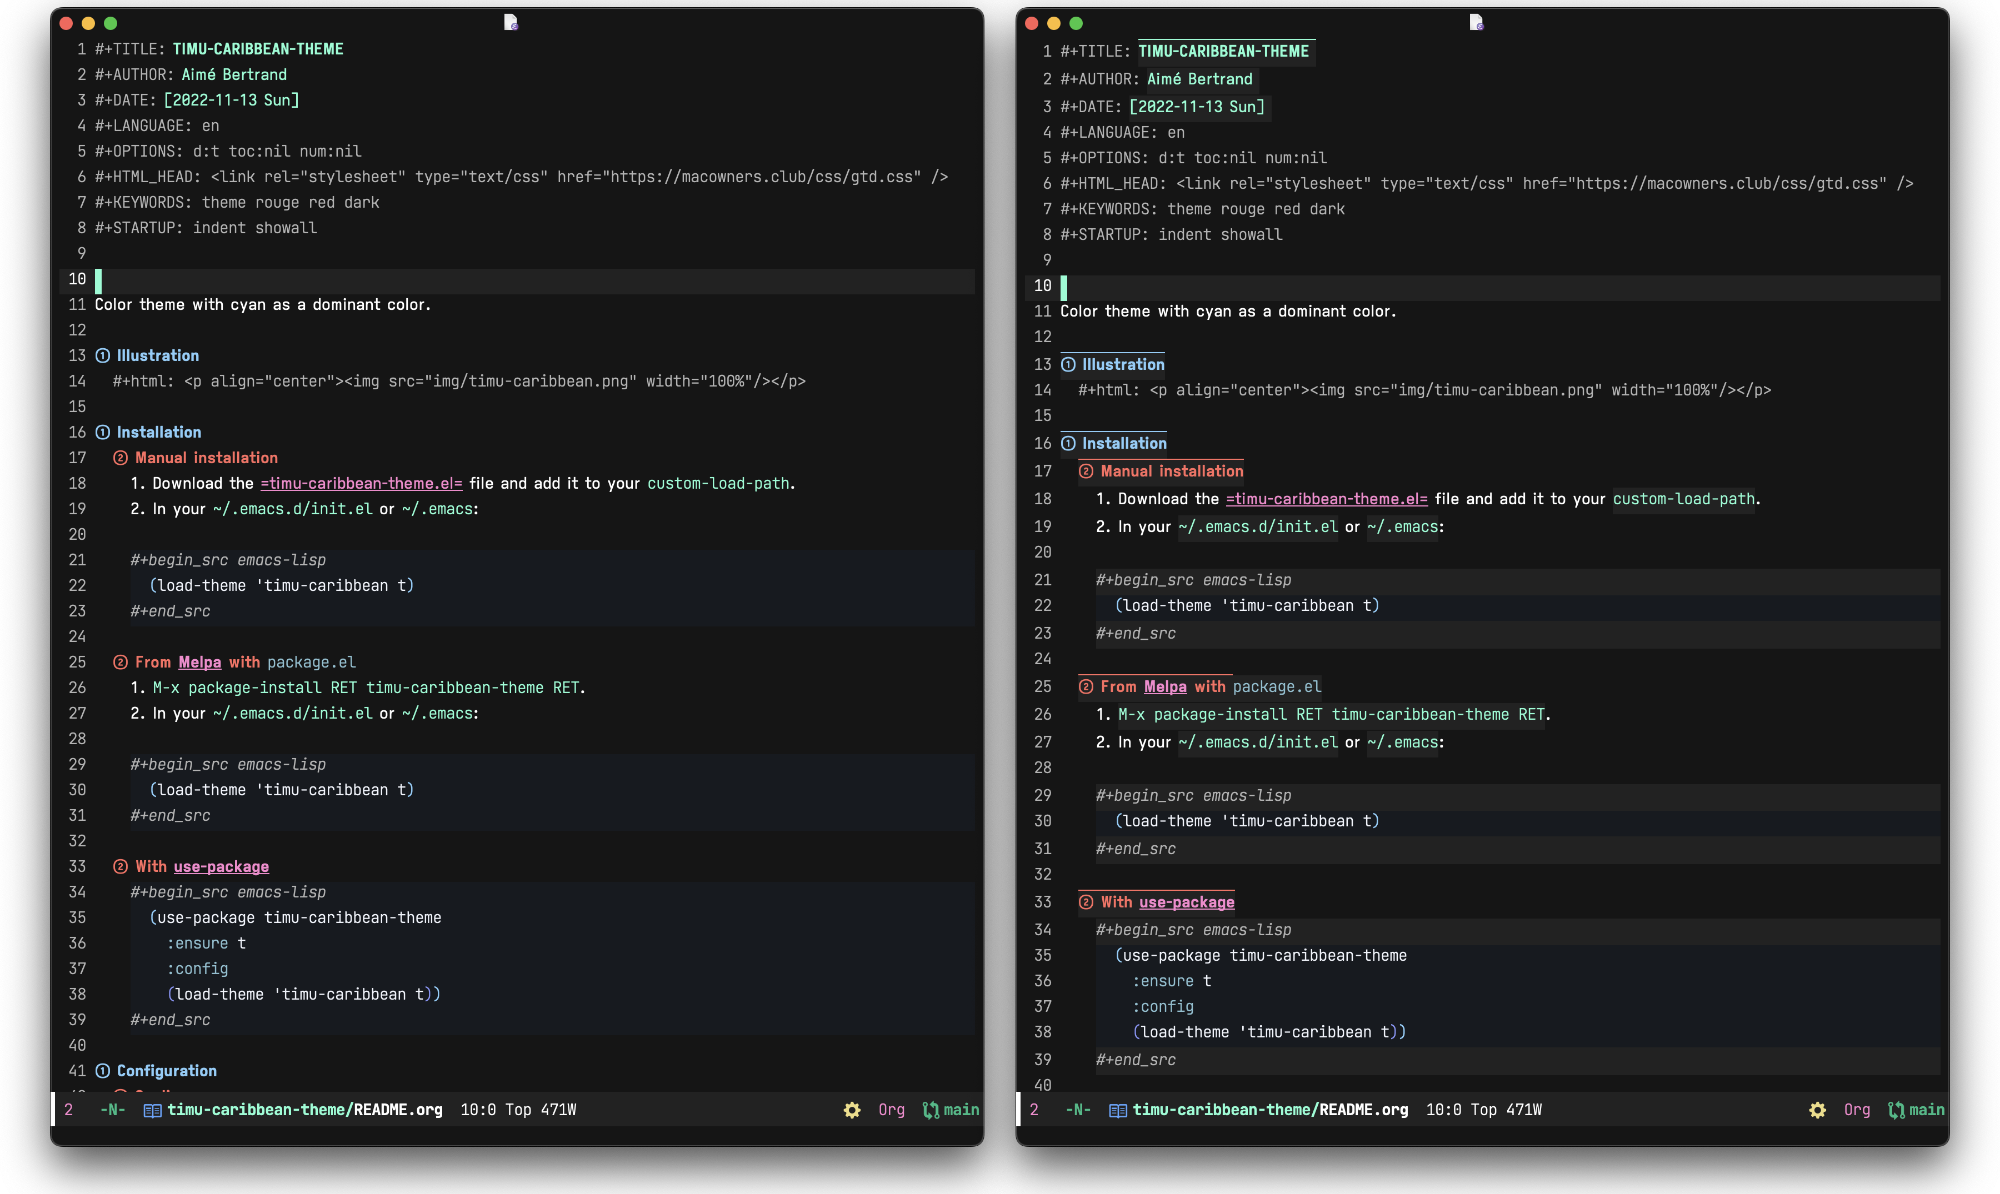 1 #+TITLE: TIMU-CARIBBEAN-THEME
2 #+AUTHOR: Aimé Bertrand
3 #+DATE: [2022-11-13 Sun]
4 #+LANGUAGE: en
5 #+OPTIONS: d:t toc:nil num:nil
6 #+HTML_HEAD: <link rel="stylesheet" type="text/css" href="https://macowners.club/css/gtd.css" />
7 #+KEYWORDS: theme rouge red dark
8 #+STARTUP: indent showall
9
10
11 Color theme with cyan as a dominant color.
12
13 ① Illustration
14 #+html: <p align="center"><img src="img/timu-caribbean.png" width="100%"/></p>
15
16 ① Installation
17 ② Manual installation
18 1. Download the =timu-caribbean-theme.el= file and add it to your custom-load-path.
19 2. In your ~/.emacs.d/init.el or ~/.emacs:
20
21 #+begin_src emacs-lisp
22 (load-theme 'timu-caribbean t)
23 #+end_src
24
25 ② From Melpa with package.el
26 1. M-x package-install RET timu-caribbean-theme RET.
27 2. In your ~/.emacs.d/init.el or ~/.emacs:
28
29 #+begin_src emacs-lisp
30 (load-theme 'timu-caribbean t)
31 #+end_src
32
33 ② With use-package
34 #+begin_src emacs-lisp
35 (use-package timu-caribbean-theme
36 :ensure t
37 :config
38 (load-theme 'timu-caribbean t))
39 #+end_src
40
41 ① Configuration
2 -N- timu-caribbean-theme/README.org 10:0 Top 471W Org main
1 #+TITLE: TIMU-CARIBBEAN-THEME
2 #+AUTHOR: Aimé Bertrand
3 #+DATE: [2022-11-13 Sun]
4 #+LANGUAGE: en
5 #+OPTIONS: d:t toc:nil num:nil
6 #+HTML_HEAD: <link rel="stylesheet" type="text/css" href="https://macowners.club/css/gtd.css" />
7 #+KEYWORDS: theme rouge red dark
8 #+STARTUP: indent showall
9
10
11 Color theme with cyan as a dominant color.
12
13 ① Illustration
14 #+html: <p align="center"><img src="img/timu-caribbean.png" width="100%"/></p>
15
16 ① Installation
17 ② Manual installation
18 1. Download the =timu-caribbean-theme.el= file and add it to your custom-load-path.
19 2. In your ~/.emacs.d/init.el or ~/.emacs:
20
21 #+begin_src emacs-lisp
22 (load-theme 'timu-caribbean t)
23 #+end_src
24
25 ② From Melpa with package.el
26 1. M-x package-install RET timu-caribbean-theme RET.
27 2. In your ~/.emacs.d/init.el or ~/.emacs:
28
29 #+begin_src emacs-lisp
30 (load-theme 'timu-caribbean t)
31 #+end_src
32
33 ② With use-package
34 #+begin_src emacs-lisp
35 (use-package timu-caribbean-theme
36 :ensure t
37 :config
38 (load-theme 'timu-caribbean t))
39 #+end_src
40
2 -N- timu-caribbean-theme/README.org 10:0 Top 471W Org main